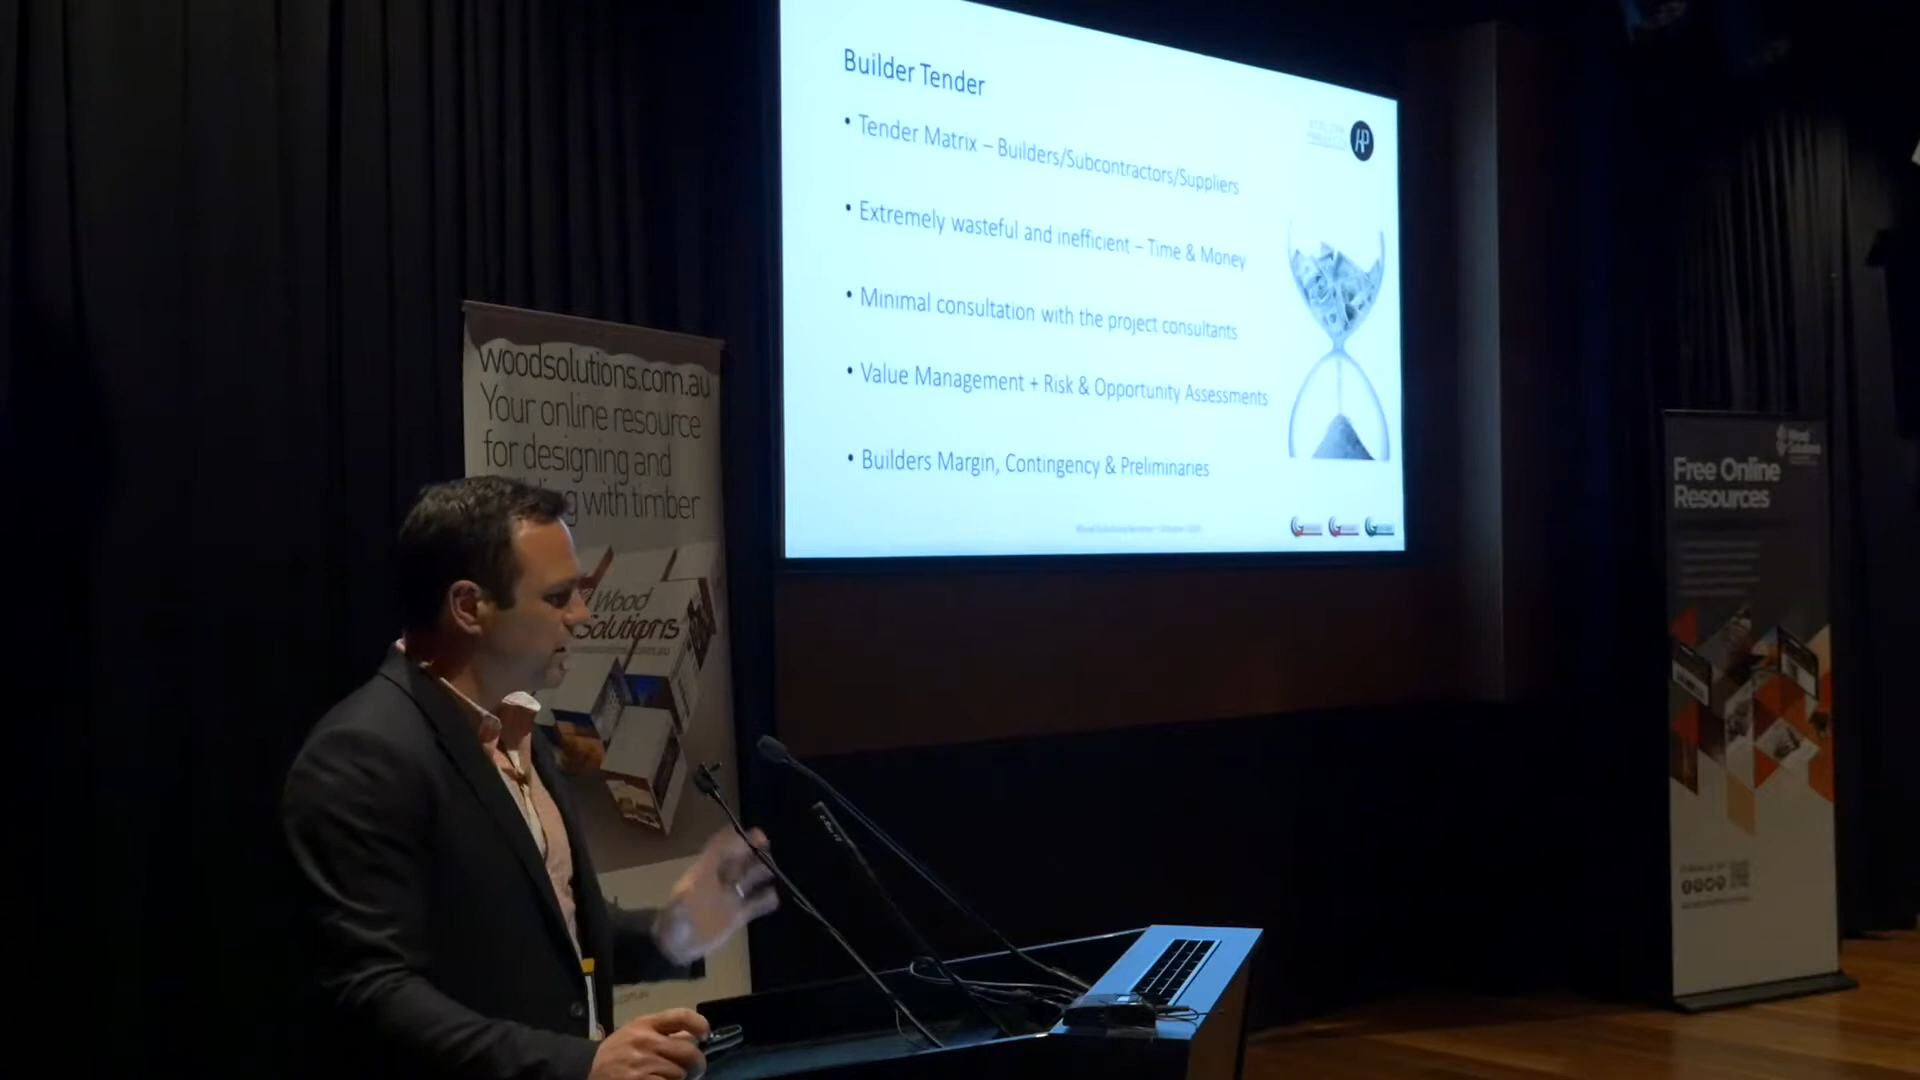 Builder Tender
• Tender Matrix – Builders/Subcontractors/Suppliers
• Extremely wasteful and inefficient – Time & Money
• Minimal consultation with the project consultants
• Value Management + Risk & Opportunity Assessments
• Builders Margin, Contingency & Preliminaries
woodsolutions.com.au
Your online resource
for designing and
with timber
Wood
Solutions
Free Online
Resources